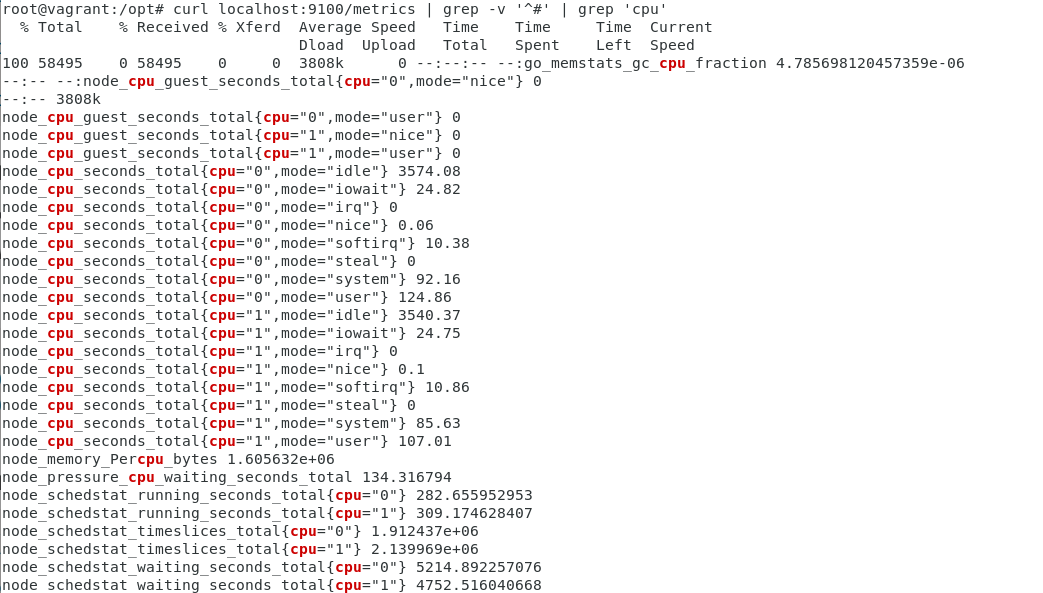 root@vagrant:/opt# curl localhost:9100/metrics | grep -v '^#' | grep 'cpu'
  % Total    % Received % Xferd  Average Speed   Time    Time     Time  Current
                                 Dload  Upload   Total   Spent    Left  Speed
100 58495    0 58495    0     0  3808k      0 --:--:-- --:go_memstats_gc_cpu_fraction 4.785698120457359e-06
--:-- --:node_cpu_guest_seconds_total{cpu="0",mode="nice"} 0
--:-- 3808k
node_cpu_guest_seconds_total{cpu="0",mode="user"} 0
node_cpu_guest_seconds_total{cpu="1",mode="nice"} 0
node_cpu_guest_seconds_total{cpu="1",mode="user"} 0
node_cpu_seconds_total{cpu="0",mode="idle"} 3574.08
node_cpu_seconds_total{cpu="0",mode="iowait"} 24.82
node_cpu_seconds_total{cpu="0",mode="irq"} 0
node_cpu_seconds_total{cpu="0",mode="nice"} 0.06
node_cpu_seconds_total{cpu="0",mode="softirq"} 10.38
node_cpu_seconds_total{cpu="0",mode="steal"} 0
node_cpu_seconds_total{cpu="0",mode="system"} 92.16
node_cpu_seconds_total{cpu="0",mode="user"} 124.86
node_cpu_seconds_total{cpu="1",mode="idle"} 3540.37
node_cpu_seconds_total{cpu="1",mode="iowait"} 24.75
node_cpu_seconds_total{cpu="1",mode="irq"} 0
node_cpu_seconds_total{cpu="1",mode="nice"} 0.1
node_cpu_seconds_total{cpu="1",mode="softirq"} 10.86
node_cpu_seconds_total{cpu="1",mode="steal"} 0
node_cpu_seconds_total{cpu="1",mode="system"} 85.63
node_cpu_seconds_total{cpu="1",mode="user"} 107.01
node_memory_Percpu_bytes 1.605632e+06
node_pressure_cpu_waiting_seconds_total 134.316794
node_schedstat_running_seconds_total{cpu="0"} 282.655952953
node_schedstat_running_seconds_total{cpu="1"} 309.174628407
node_schedstat_timeslices_total{cpu="0"} 1.912437e+06
node_schedstat_timeslices_total{cpu="1"} 2.139969e+06
node_schedstat_waiting_seconds_total{cpu="0"} 5214.892257076
node_schedstat_waiting_seconds_total{cpu="1"} 4752.516040668